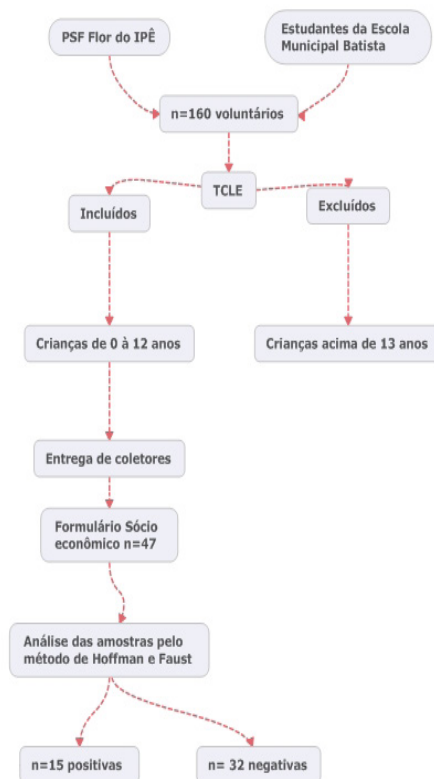 PSF Flor do IPÊ
Estudantes da Escola
Municipal Batista
n=160 voluntários
TCLE
Incluídos
Excluídos
Crianças de 0 à 12 anos
Crianças acima de 13 anos
Entrega de coletores
Formulário Sócio
econômico n=47
Análise das amostras pelo
método de Hoffman e Faust
n=15 positivas
n= 32 negativas